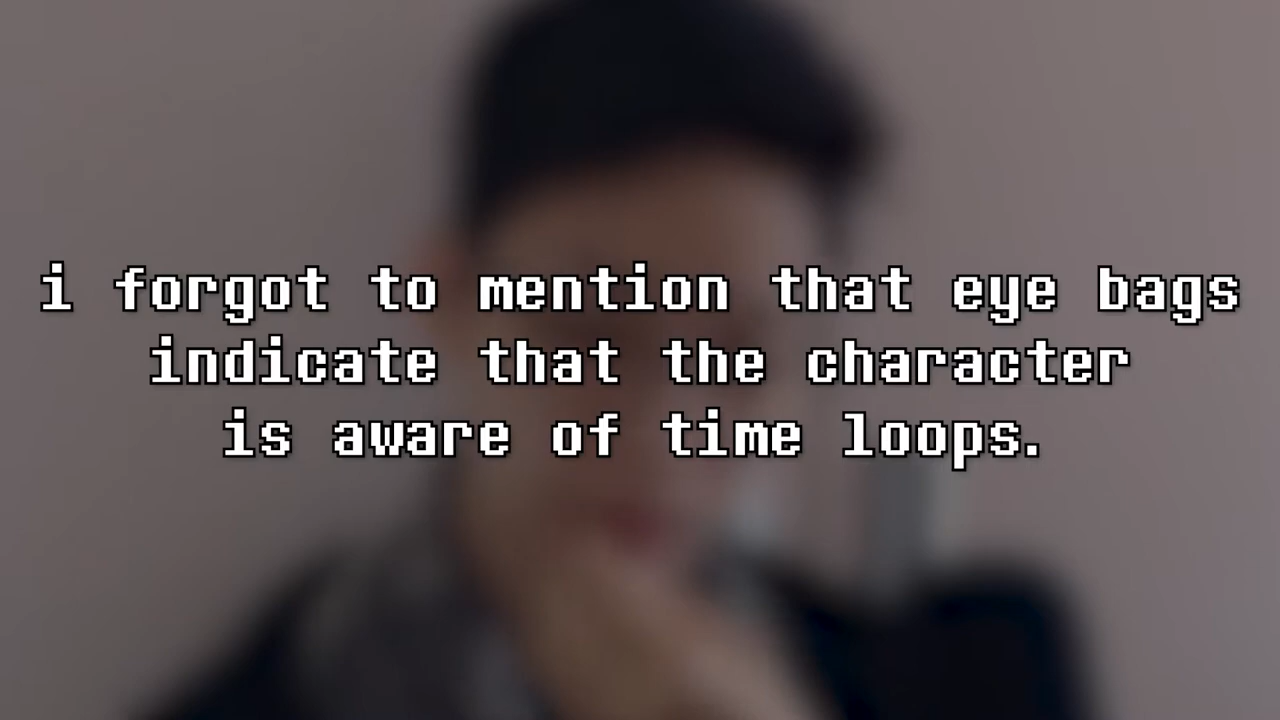 i forgot to mention that eye bags
indicate that the character
is aware of time loops.